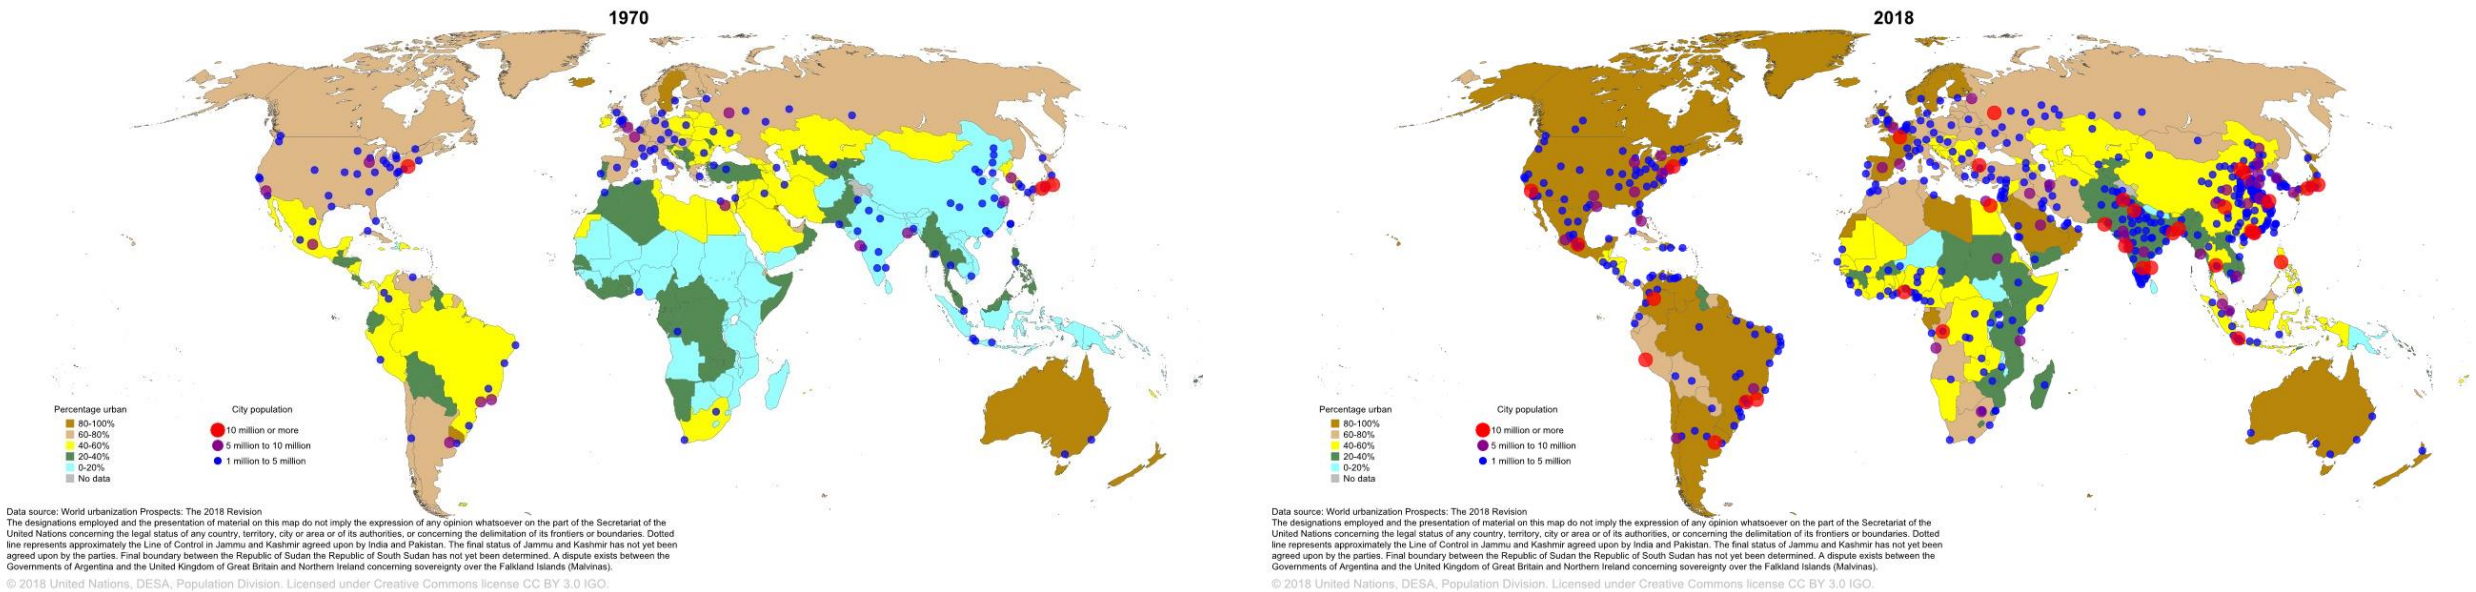 1970
Percentage urban
80-100%
60-80%
40-60%
20-40%
0-20%
No data
City population
10 million or more
5 million to 10 million
1 million to 5 million
Data source: World urbanization Prospects: The 2018 Revision
The designations employed and the presentation of material on this map do not imply the expression of any opinion whatsoever on the part of the Secretariat of the
United Nations concerning the legal status of any country, territory, city or area or of its authorities, or concerning the delimitation of its frontiers or boundaries. Dotted
line represents approximately the Line of Control in Jammu and Kashmir agreed upon by India and Pakistan. The final status of Jammu and Kashmir has not yet been
agreed upon by the parties. Final boundary between the Republic of Sudan the Republic of South Sudan has not yet been determined. A dispute exists between the
Governments of Argentina and the United Kingdom of Great Britain and Northern Ireland concerning sovereignty over the Falkland Islands (Malvinas).
© 2018 United Nations, DESA, Population Division. Licensed under Creative Commons license CC BY 3.0 IGO.
2018
Percentage urban
80-100%
60-80%
40-60%
20-40%
0-20%
No data
City population
10 million or more
5 million to 10 million
1 million to 5 million
Data source: World urbanization Prospects: The 2018 Revision
The designations employed and the presentation of material on this map do not imply the expression of any opinion whatsoever on the part of the Secretariat of the
United Nations concerning the legal status of any country, territory, city or area or of its authorities, or concerning the delimitation of its frontiers or boundaries. Dotted
line represents approximately the Line of Control in Jammu and Kashmir agreed upon by India and Pakistan. The final status of Jammu and Kashmir has not yet been
agreed upon by the parties. Final boundary between the Republic of Sudan the Republic of South Sudan has not yet been determined. A dispute exists between the
Governments of Argentina and the United Kingdom of Great Britain and Northern Ireland concerning sovereignty over the Falkland Islands (Malvinas).
© 2018 United Nations, DESA, Population Division. Licensed under Creative Commons license CC BY 3.0 IGO.